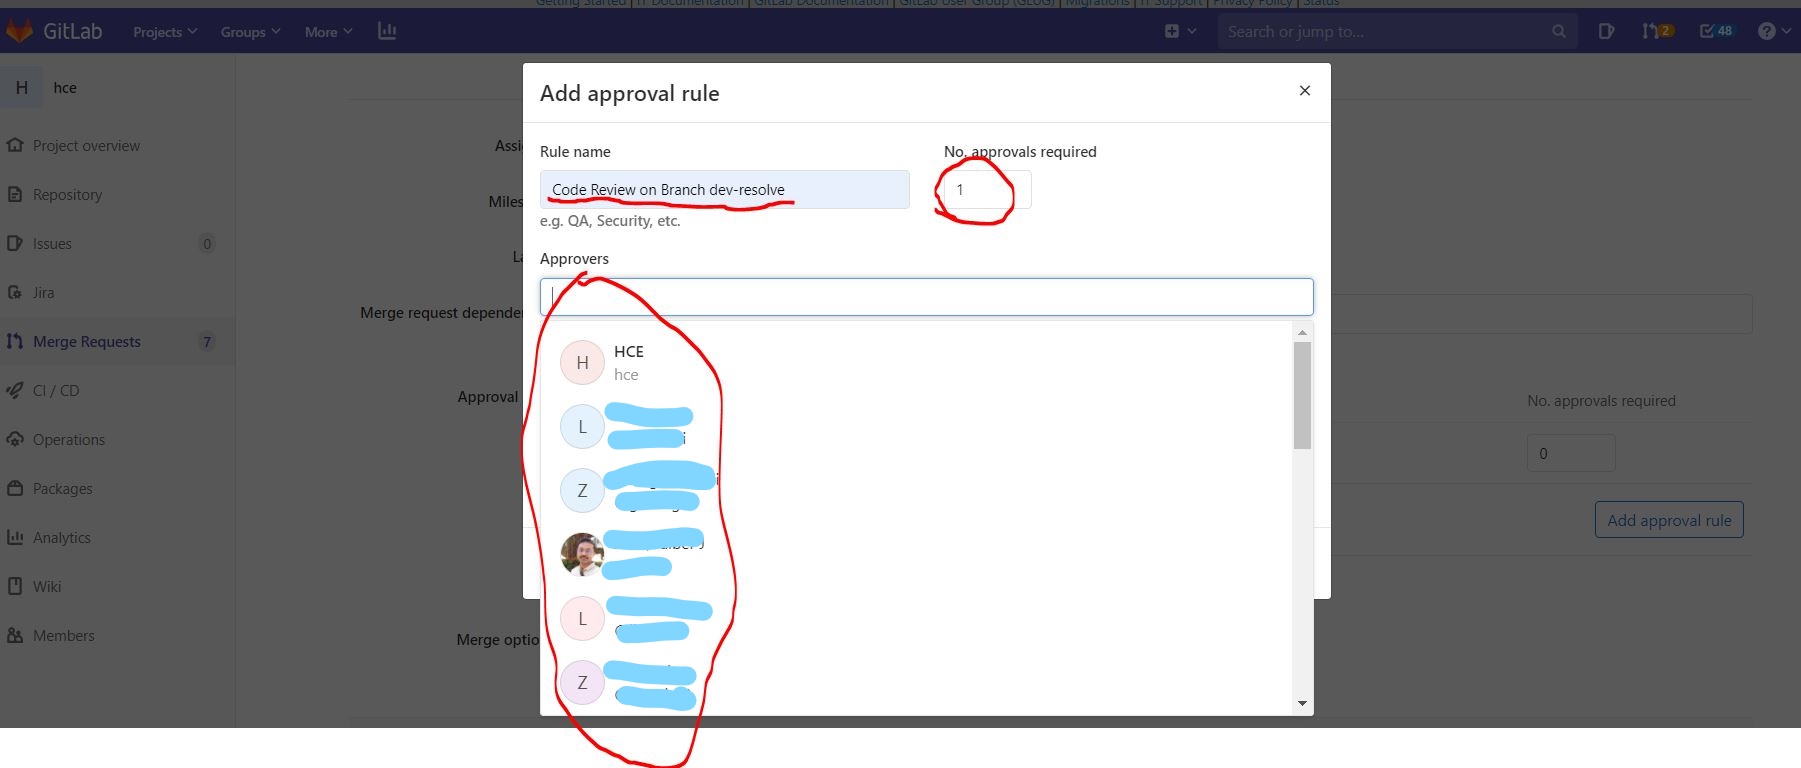 Getting Started | IT Documentation | GitLab Documentation | GitLab User Group (GLUG) | Migrations | IT Support | Privacy Policy | Status
GitLab Projects Groups More Search or jump to... 2 48
H hce
Project overview
Repository
Issues 0
Jira
Merge Requests 7
CI / CD
Operations
Packages
Analytics
Wiki
Members
Assi
Miles
La
Merge request depende
Approval
No. approvals required
0
Add approval rule
Merge optio
Add approval rule
Rule name
No. approvals required
Code Review on Branch dev-resolve
1
e.g. QA, Security, etc.
Approvers
H HCE
hce
L
Z
L
Z